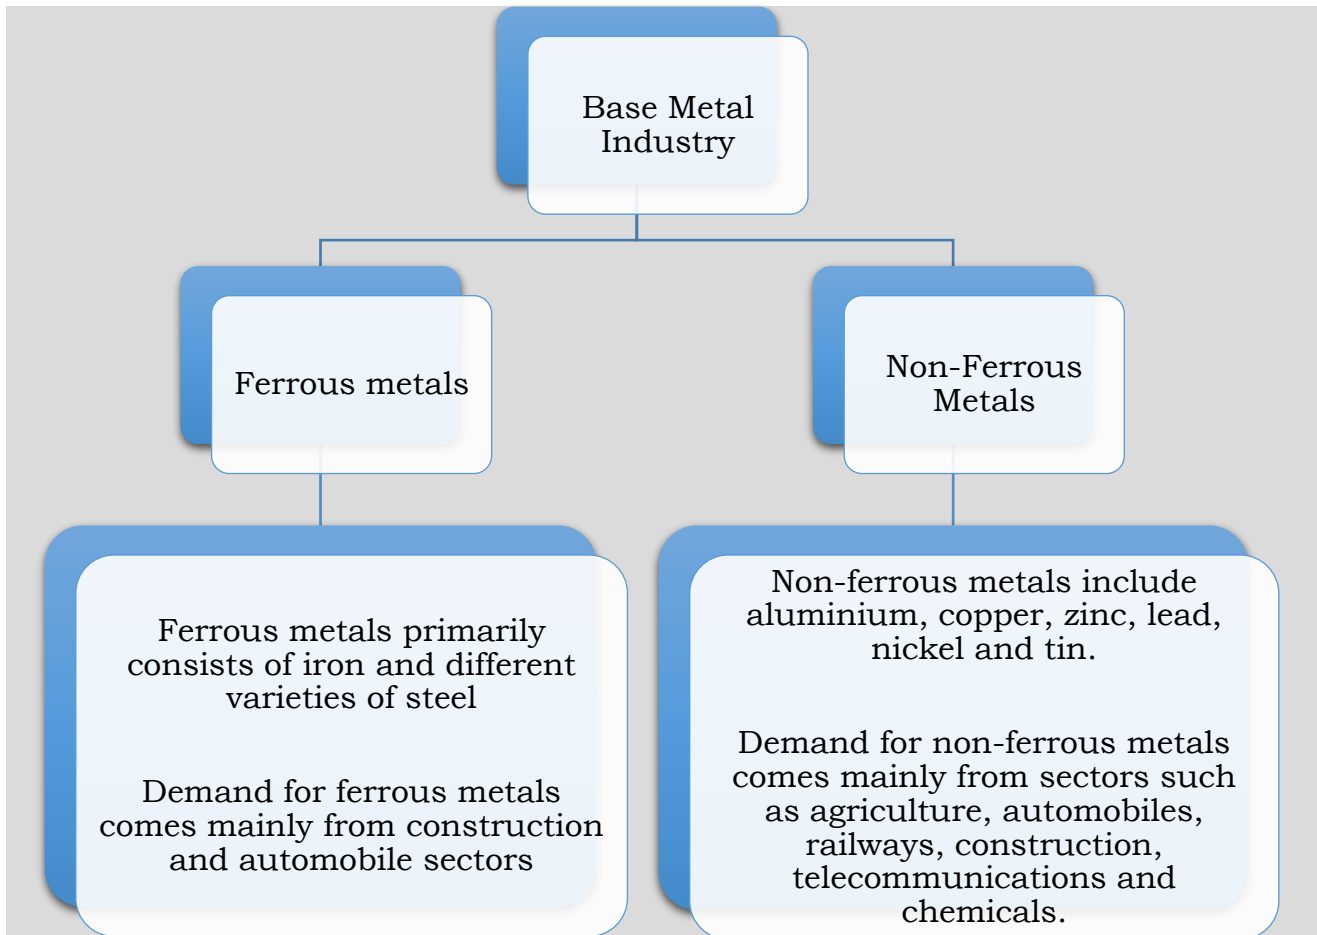 Base Metal
Industry
Ferrous metals
Non-Ferrous
Metals
Ferrous metals primarily
consists of iron and different
varieties of steel
Demand for ferrous metals
comes mainly from construction
and automobile sectors
Non-ferrous metals include
aluminium, copper, zinc, lead,
nickel and tin.
Demand for non-ferrous metals
comes mainly from sectors such
as agriculture, automobiles,
railways, construction,
telecommunications and
chemicals.